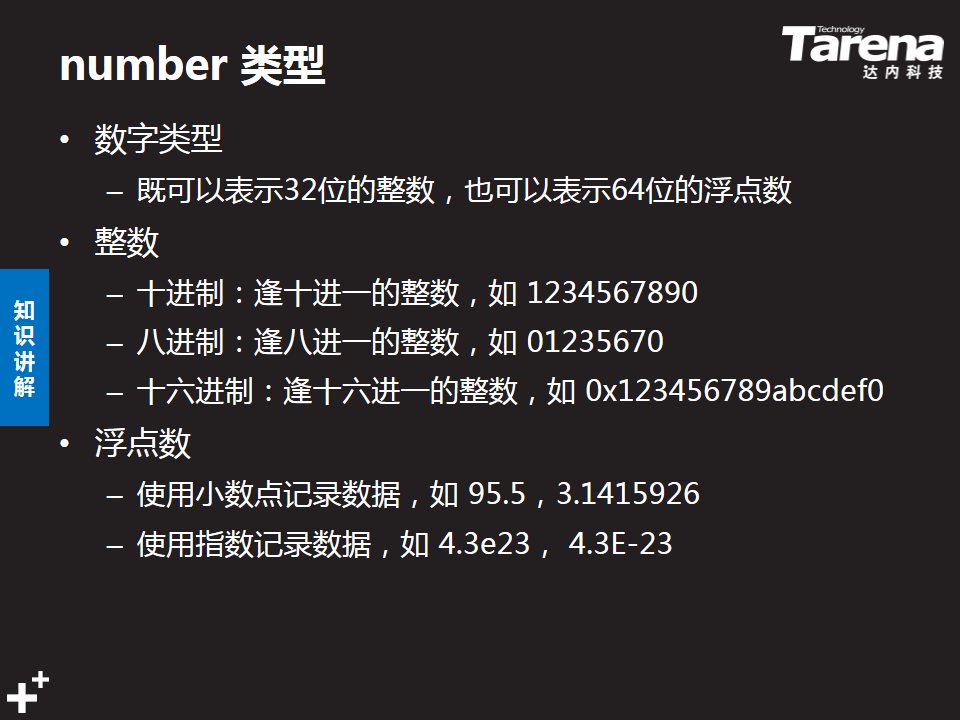 number 类型
Technology
Tarena
达内科技
• 数字类型
– 既可以表示32位的整数，也可以表示64位的浮点数
• 整数
– 十进制：逢十进一的整数，如 1234567890
– 八进制：逢八进一的整数，如 01235670
– 十六进制：逢十六进一的整数，如 0x123456789abcdef0
• 浮点数
– 使用小数点记录数据，如 95.5，3.1415926
– 使用指数记录数据，如 4.3e23， 4.3E-23
知识讲解